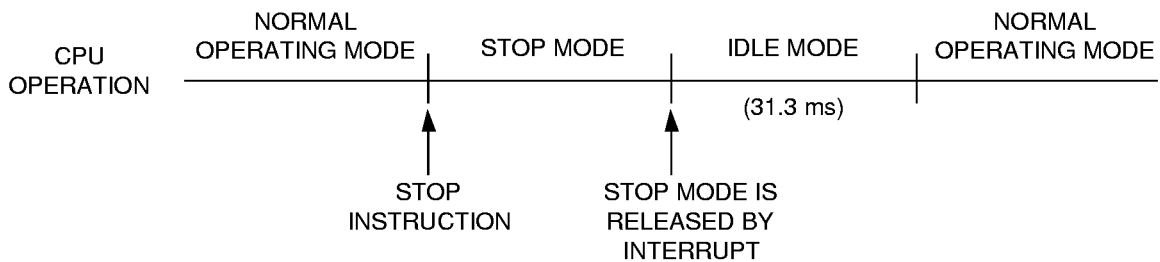 NORMAL
OPERATING MODE
STOP MODE
IDLE MODE
NORMAL
OPERATING MODE
CPU
OPERATION
(31.3 ms)
STOP
INSTRUCTION
STOP MODE IS
RELEASED BY
INTERRUPT